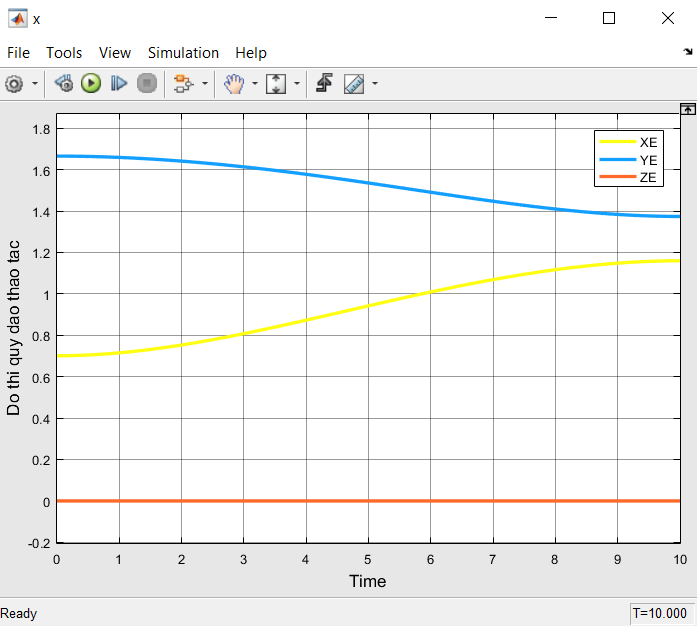 x
File Tools View Simulation Help
1.8
1.6
1.4
1.2
1
0.8
0.6
0.4
0.2
0
-0.2
Do thi quy dao thao tac
XE
YE
ZE
0 1 2 3 4 5 6 7 8 9 10
Time
Ready
T=10.000